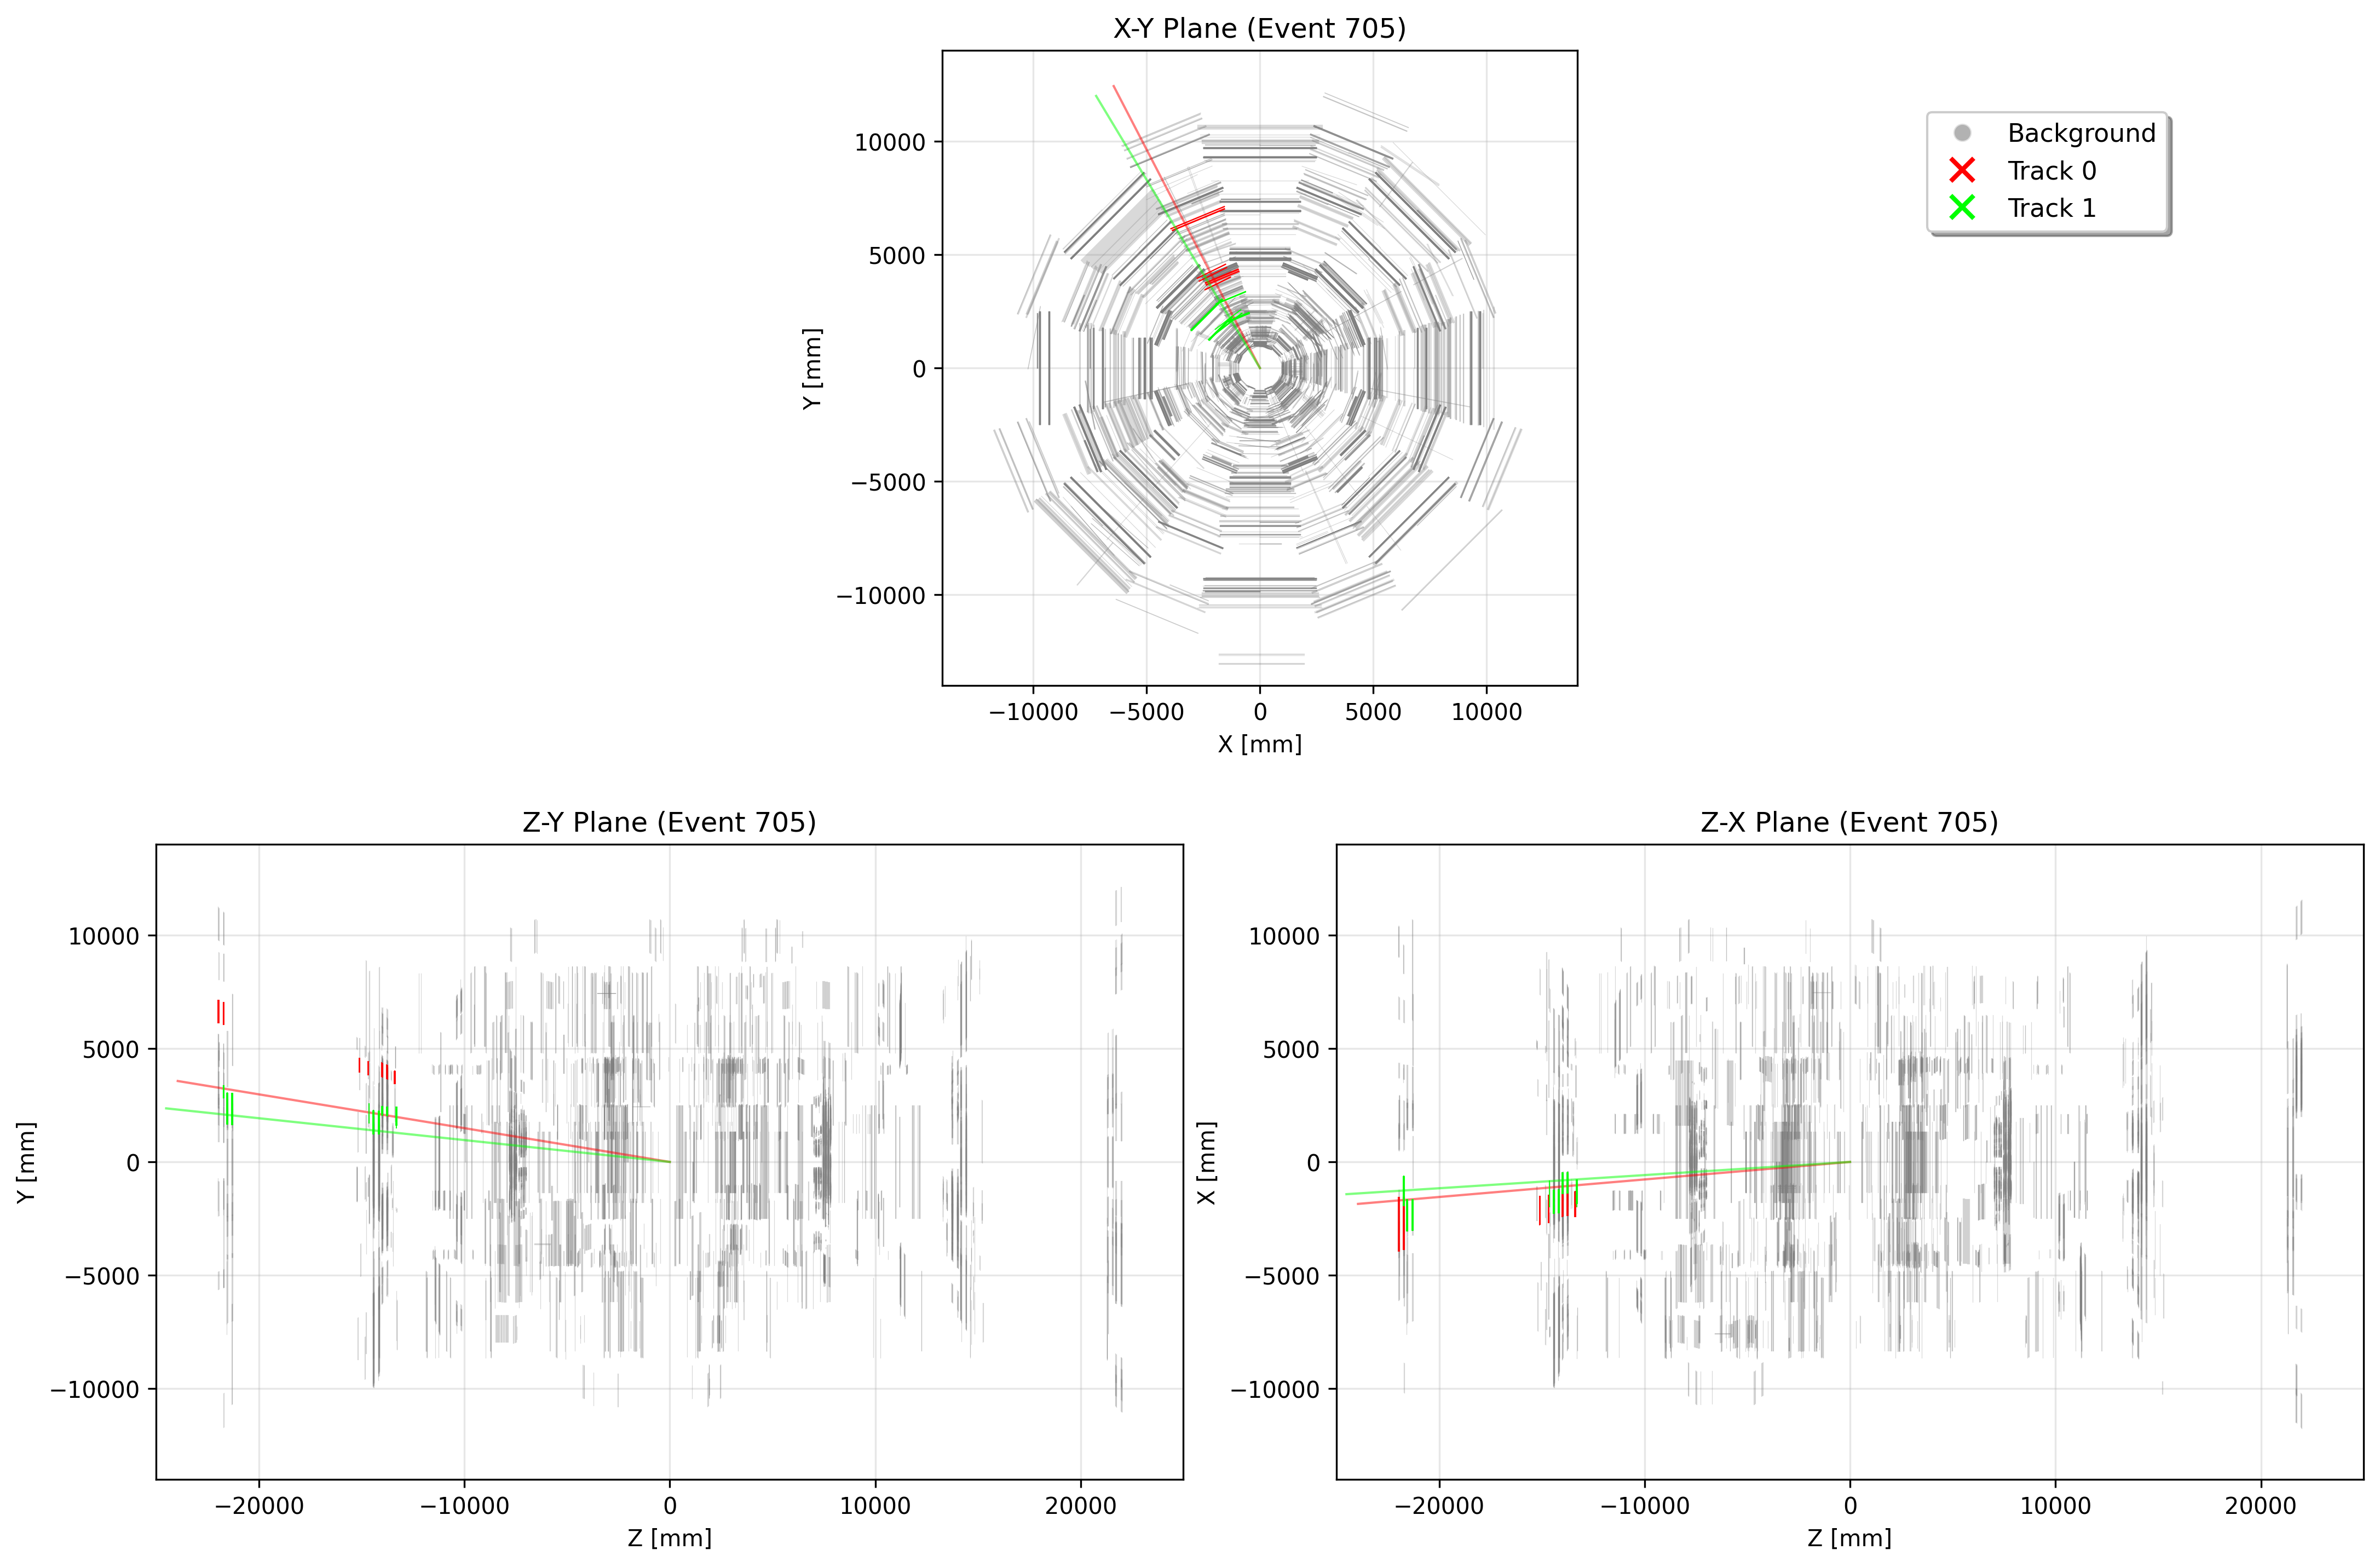 X-Y Plane (Event 705)
Y [mm]
10000
5000
0
−5000
−10000
−10000 −5000 0 5000 10000
X [mm]
Background
Track 0
Track 1
Z-Y Plane (Event 705)
Y [mm]
10000
5000
0
−5000
−10000
−20000 −10000 0 10000 20000
Z [mm]
Z-X Plane (Event 705)
X [mm]
10000
5000
0
−5000
−10000
−20000 −10000 0 10000 20000
Z [mm]